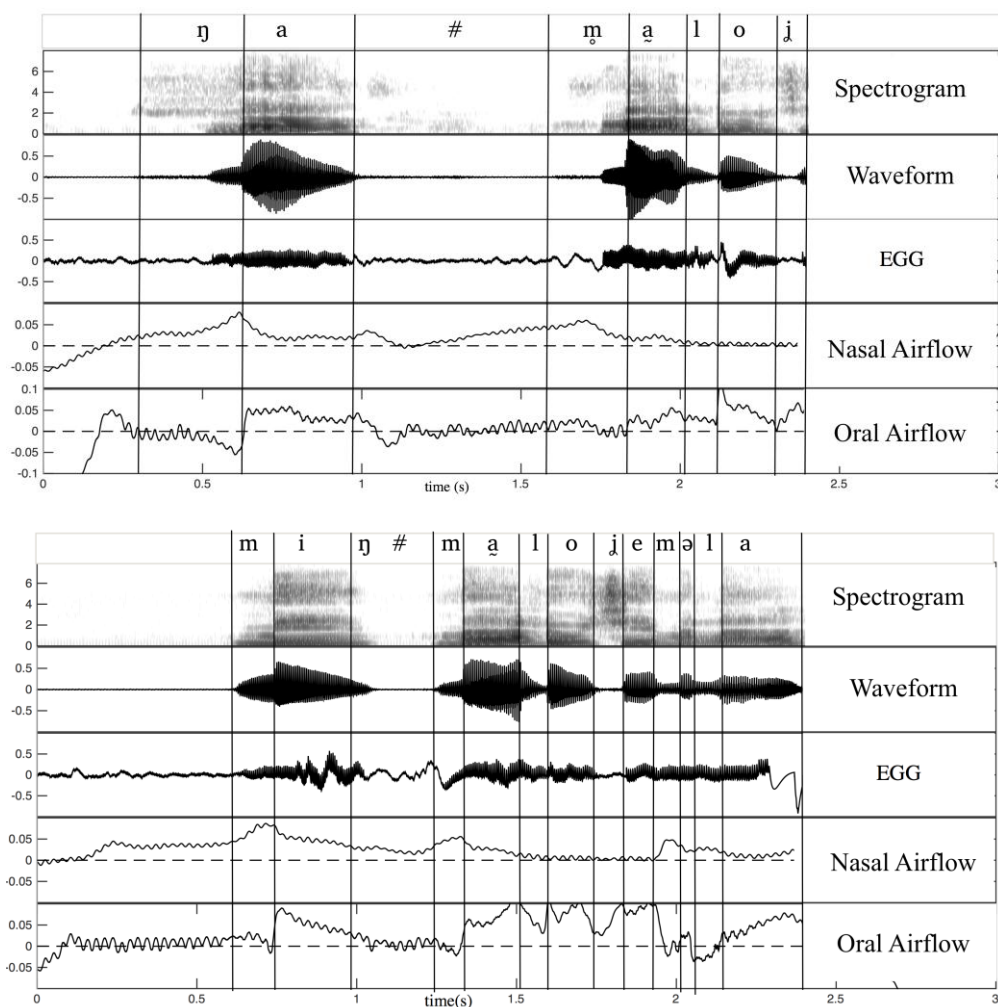 ŋ a # m̥ a̰ l o ʝ
6
4
2
0
Spectrogram
0.5
0
-0.5
Waveform
0.5
0
-0.5
EGG
0.05
0
-0.05
Nasal Airflow
0.1
0.05
0
-0.05
-0.1
Oral Airflow
0 0.5 1 1.5 2 2.5 3
time (s)
m i ŋ # m a̰ l o ʝ e m ə l a
6
4
2
0
Spectrogram
0.5
0
-0.5
Waveform
0.5
0
-0.5
EGG
0.05
0
-0.05
Nasal Airflow
0.05
0
-0.05
Oral Airflow
0 0.5 1 1.5 2 2.5 3
time(s)